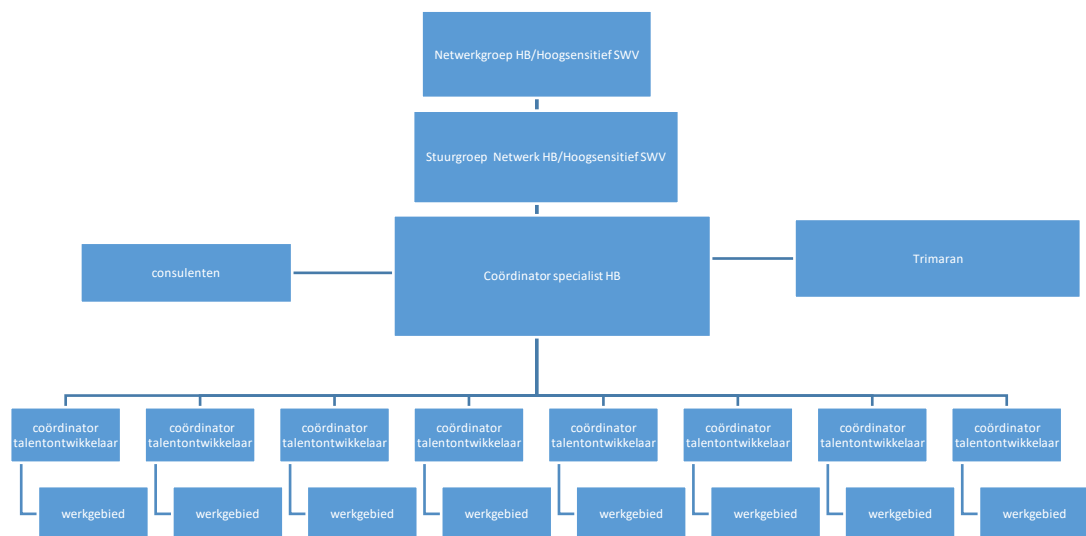 Netwerkgroep HB/Hoogsensitief SWV
Stuurgroep Netwerk HB/Hoogsensitief SWV
consulenten
Coördinator specialist HB
Trimaran
coördinator
talentontwikkelaar
coördinator
talentontwikkelaar
coördinator
talentontwikkelaar
coördinator
talentontwikkelaar
coördinator
talentontwikkelaar
coördinator
talentontwikkelaar
coördinator
talentontwikkelaar
coördinator
talentontwikkelaar
werkgebied
werkgebied
werkgebied
werkgebied
werkgebied
werkgebied
werkgebied
werkgebied